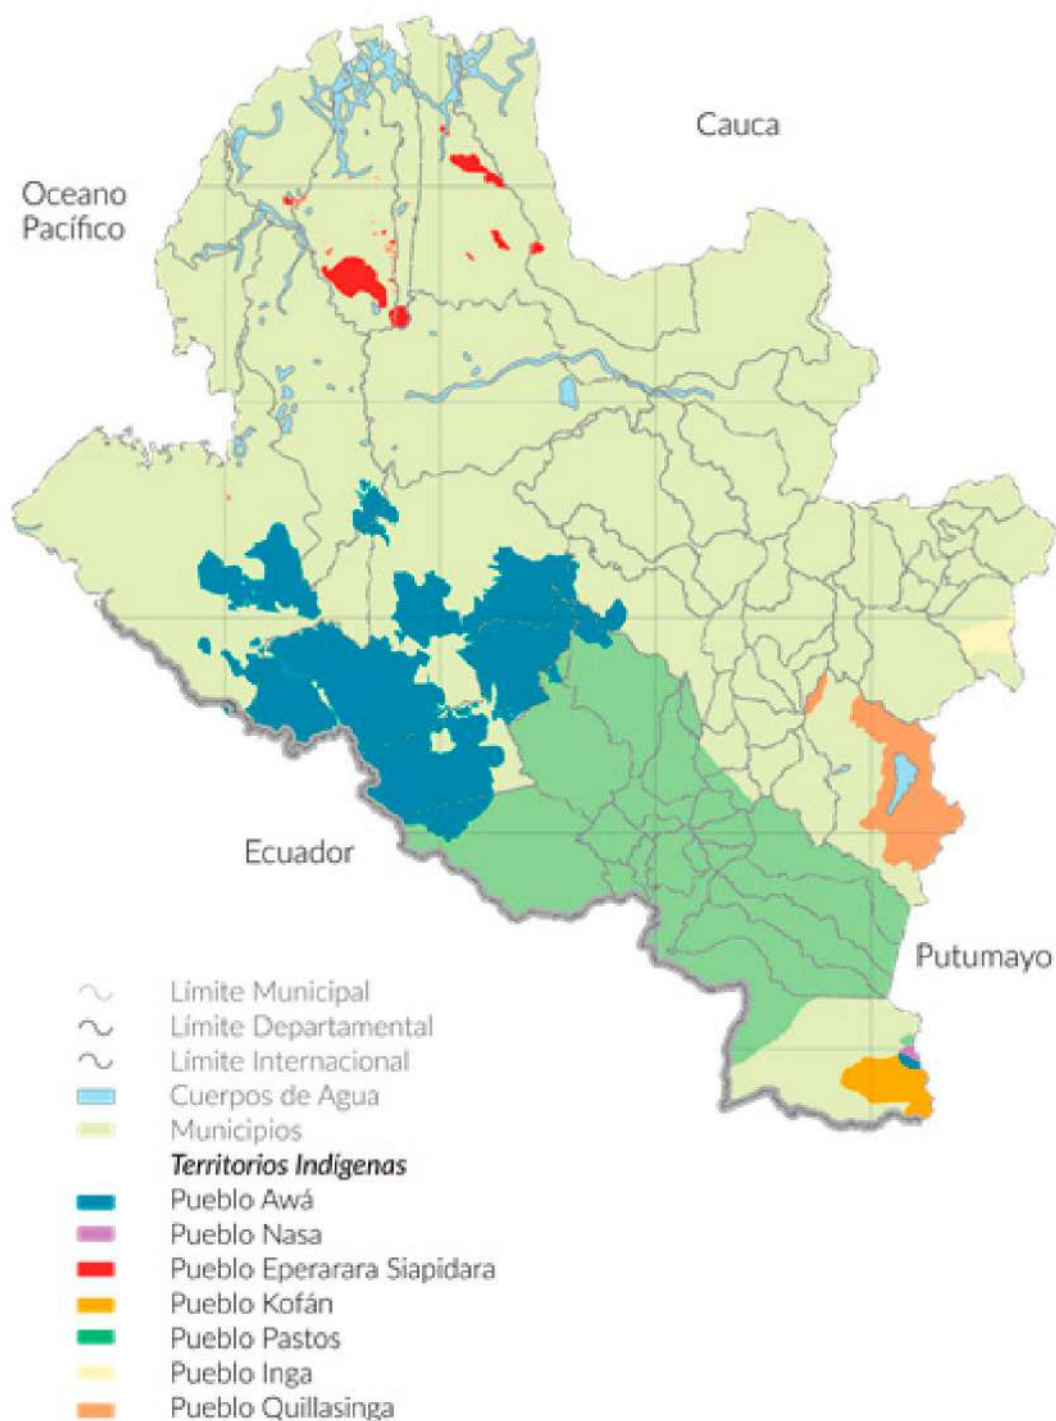 Cauca
Oceano
Pacífico
Ecuador
Putumayo
Límite Municipal
Límite Departamental
Límite Internacional
Cuerpos de Agua
Municipios
Territorios Indígenas
Pueblo Awá
Pueblo Nasa
Pueblo Eperarara Siapidara
Pueblo Kofán
Pueblo Pastos
Pueblo Inga
Pueblo Quillasinga